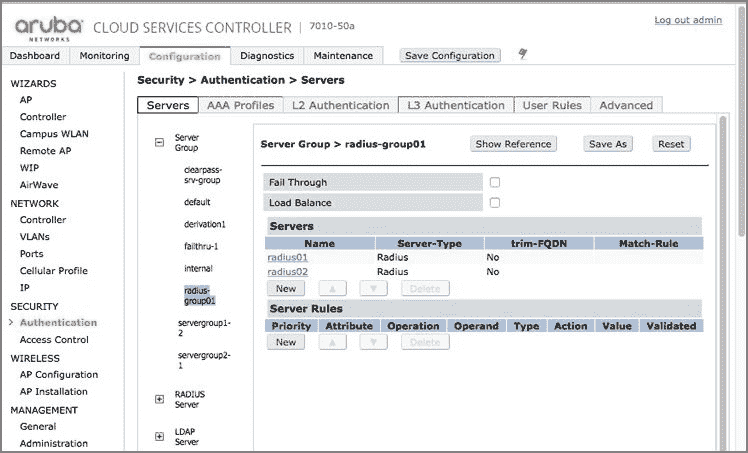 aruba
NETWORKS
CLOUD SERVICES CONTROLLER | 7010-50a
Log out admin
Dashboard Monitoring Configuration Diagnostics Maintenance Save Configuration
WIZARDS
AP
Controller
Campus WLAN
Remote AP
WIP
AirWave
NETWORK
Controller
VLANs
Ports
Cellular Profile
IP
SECURITY
Authentication
Access Control
WIRELESS
AP Configuration
AP Installation
MANAGEMENT
General
Administration
Security > Authentication > Servers
Servers AAA Profiles L2 Authentication L3 Authentication User Rules Advanced
Server
Group
clearpass-
srv-group
default
derivation1
failthru-1
internal
radius-
group01
servergroup1-
2
servergroup2-
1
RADIUS
Server
LDAP
Server
Server Group > radius-group01 Show Reference Save As Reset
Fail Through
Load Balance
Servers
Name Server-Type trim-FQDN Match-Rule
radius01 Radius No
radius02 Radius No
New Delete
Server Rules
Priority Attribute Operation Operand Type Action Value Validated
New Delete